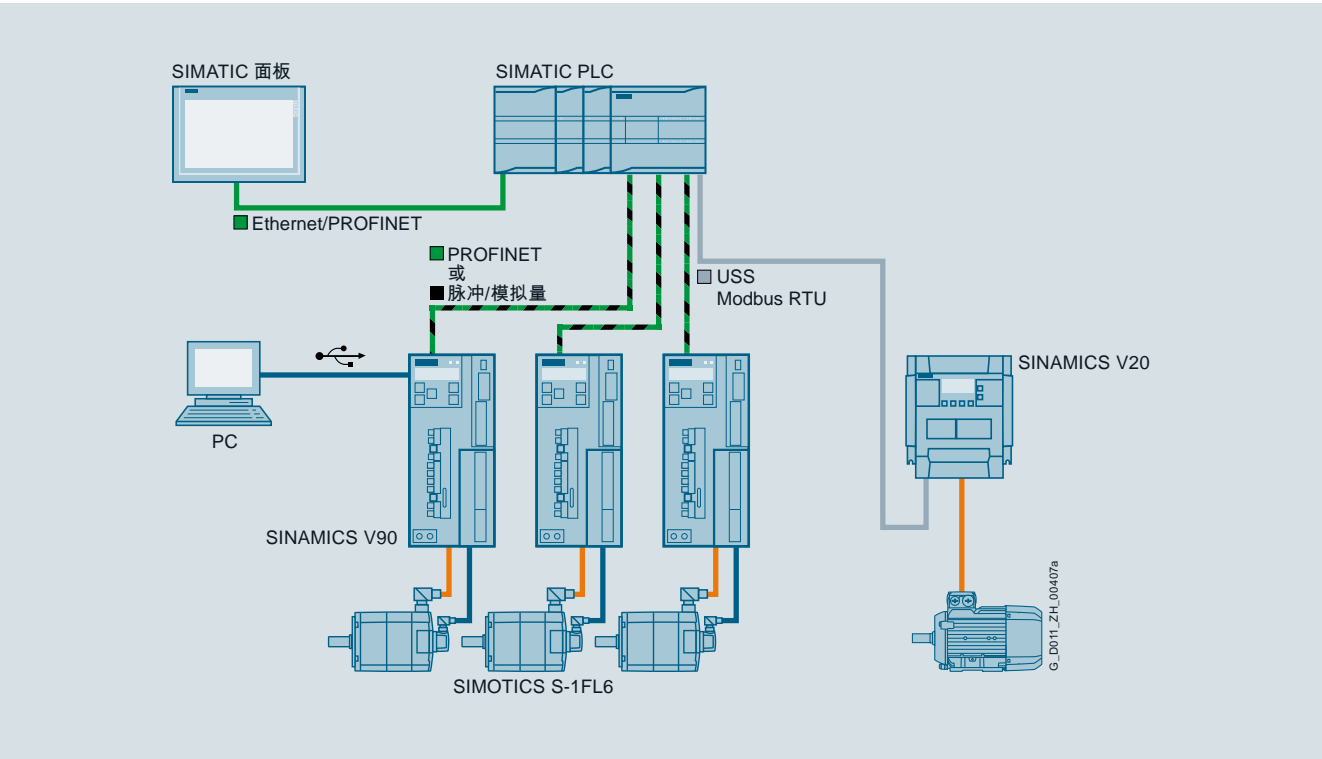 SIMATIC 面板
SIMATIC PLC
Ethernet/PROFINET
PROFINET
或
脉冲/模拟量
USS
Modbus RTU
SINAMICS V20
PC
SINAMICS V90
SIMOTICS S-1FL6
G_D011_ZH_00407a